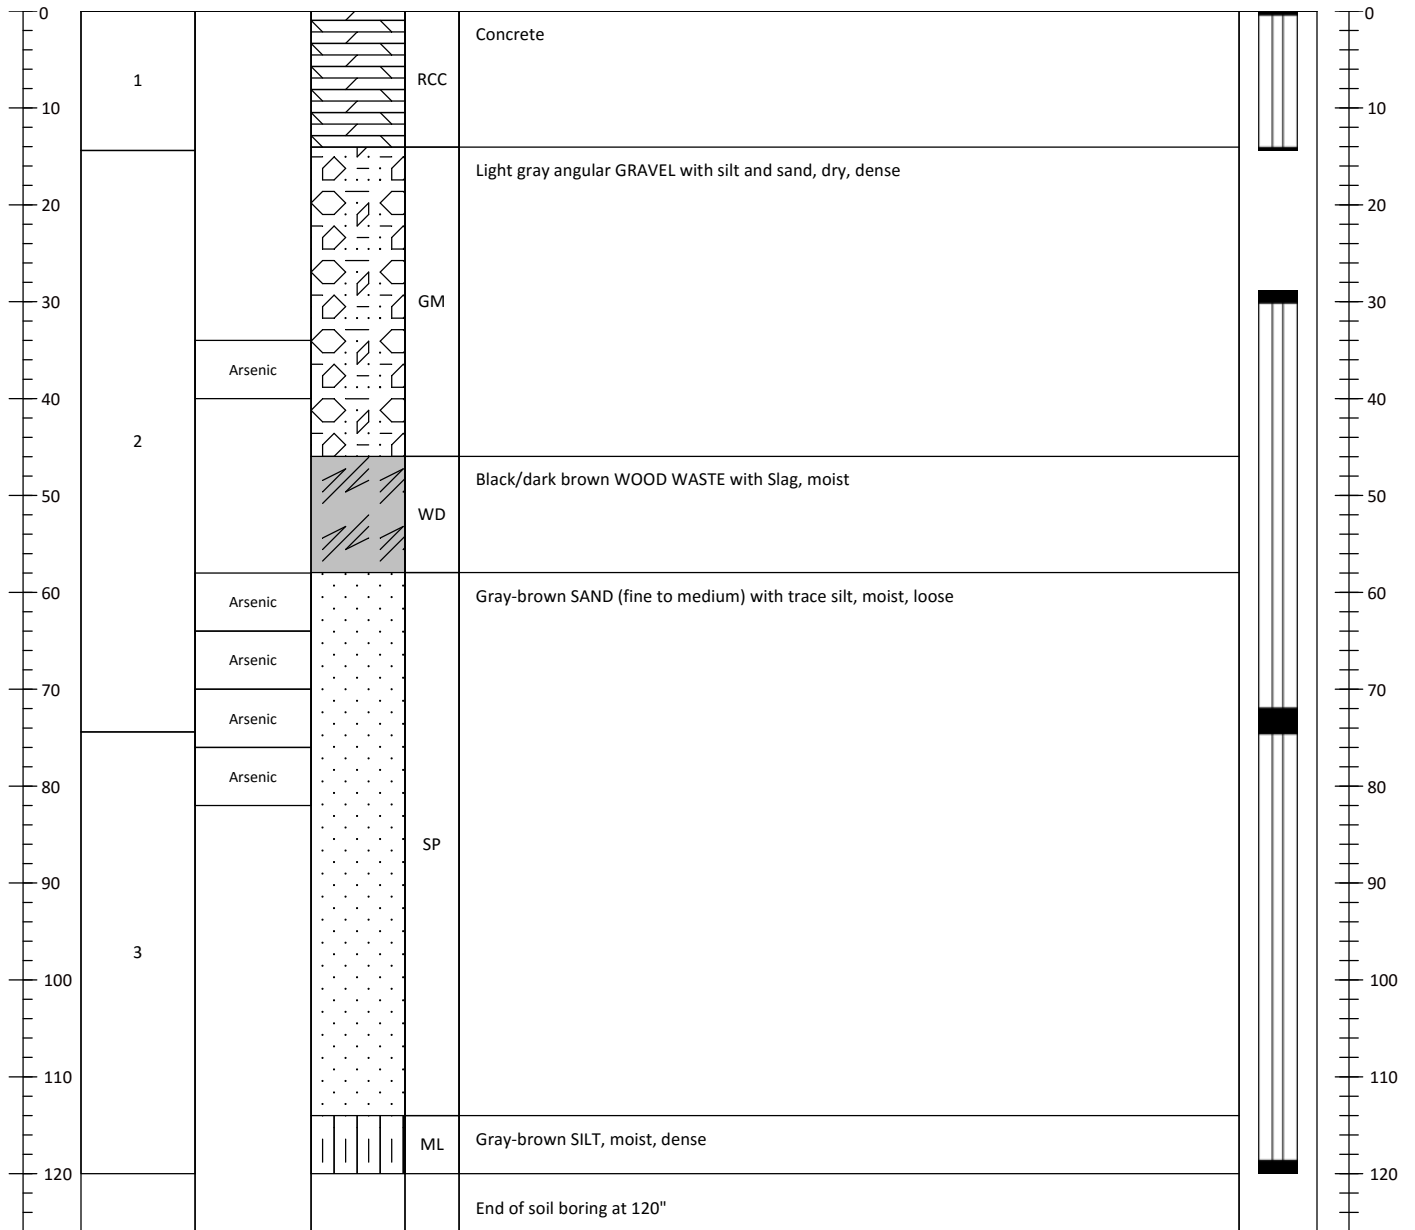 0
10
20
30
40
50
60
70
80
90
100
110
120
1
2
3
Arsenic
Arsenic
Arsenic
Arsenic
Arsenic
RCC
GM
WD
SP
ML
Concrete
Light gray angular GRAVEL with silt and sand, dry, dense
Black/dark brown WOOD WASTE with Slag, moist
Gray-brown SAND (fine to medium) with trace silt, moist, loose
Gray-brown SILT, moist, dense
End of soil boring at 120"
0
10
20
30
40
50
60
70
80
90
100
110
120